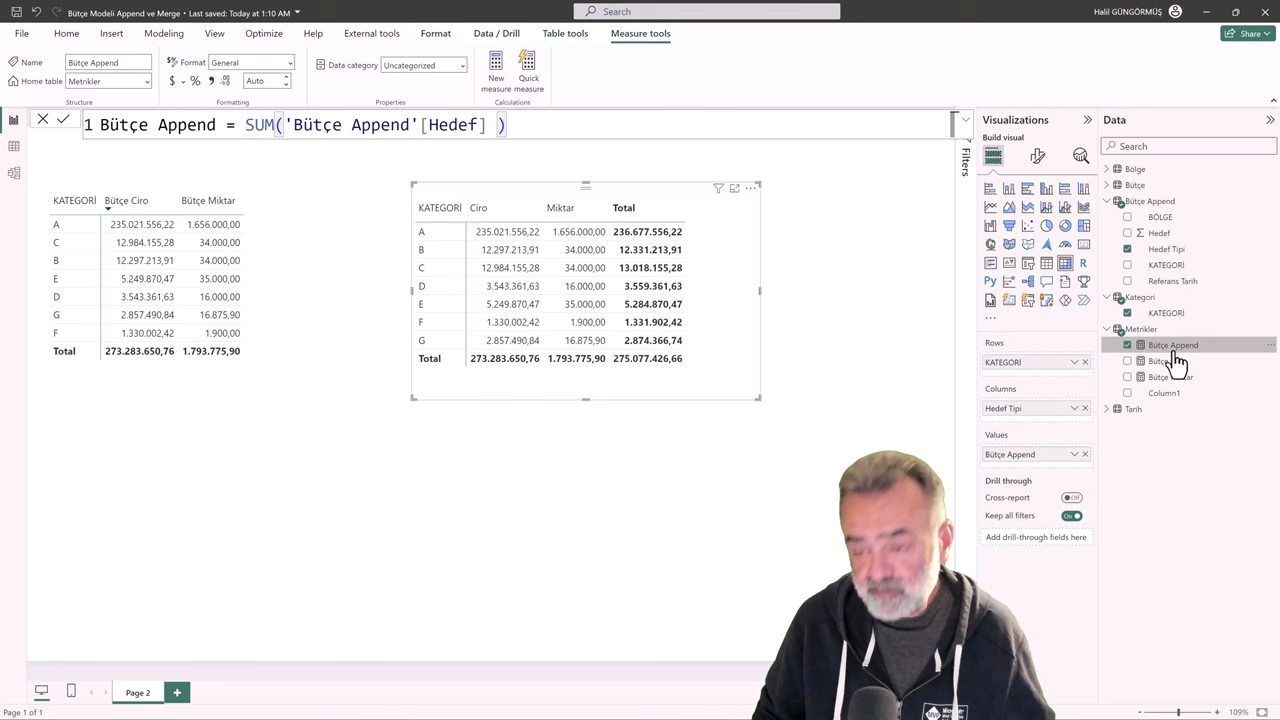 Bütçe Modeli Append ve Merge • Last saved: Today at 1:10 AM
Search
Halil GÜNGÖRMÜŞ
File Home Insert Modeling View Optimize Help External tools Format Data / Drill Table tools Measure tools
Share
Name Bütçe Append
Home table Metrikler
Structure
Format General
$ % Auto
Formatting
Data category Uncategorized
Properties
New measure
Quick measure
Calculations
1 Bütçe Append = SUM('Bütçe Append'[Hedef] )
KATEGORİ Bütçe Ciro Bütçe Miktar
A 235.021.556,22 1.656.000,00
C 12.984.155,28 34.000,00
B 12.297.213,91 34.000,00
E 5.249.870,47 35.000,00
D 3.543.361,63 16.000,00
G 2.857.490,84 16.875,90
F 1.330.002,42 1.900,00
Total 273.283.650,76 1.793.775,90
KATEGORİ Ciro Miktar Total
A 235.021.556,22 1.656.000,00 236.677.556,22
B 12.297.213,91 34.000,00 12.331.213,91
C 12.984.155,28 34.000,00 13.018.155,28
D 3.543.361,63 16.000,00 3.559.361,63
E 5.249.870,47 35.000,00 5.284.870,47
F 1.330.002,42 1.900,00 1.331.902,42
G 2.857.490,84 16.875,90 2.874.366,74
Total 273.283.650,76 1.793.775,90 275.077.426,66
Filters
Visualizations
Build visual
Rows
KATEGORİ
Columns
Hedef Tipi
Values
Bütçe Append
Drill through
Cross-report Off
Keep all filters On
Add drill-through fields here
Data
Search
Bölge
Bütçe
Bütçe Append
BÖLGE
Hedef
Hedef Tipi
KATEGORİ
Referans Tarih
Kategori
KATEGORİ
Metrikler
Bütçe Append
Column1
Tarih
Page 2
Page 1 of 1
109%